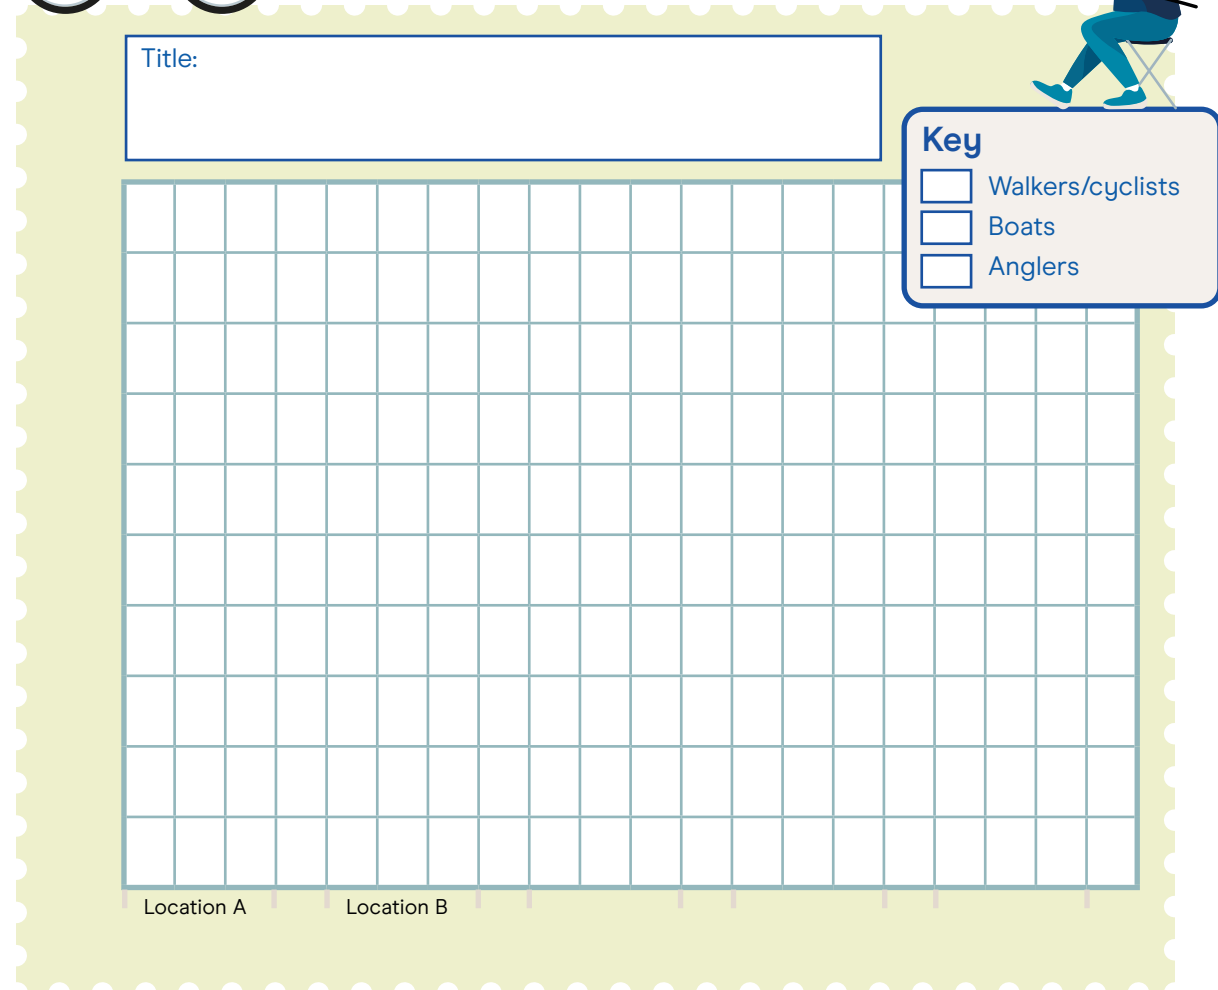 Title:
Key
Walkers/cyclists
Boats
Anglers
Location A
Location B